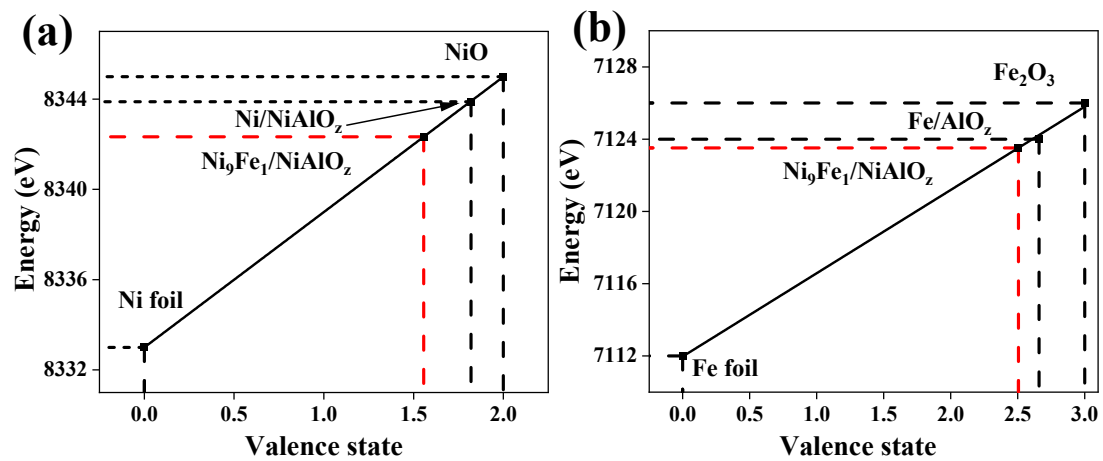 (a)
Energy (eV)
8344
8340
8336
8332
NiO
Ni/NiAlOz
Ni9Fe1/NiAlOz
Ni foil
0.0 0.5 1.0 1.5 2.0
Valence state
(b)
Energy (eV)
7128
7124
7120
7116
7112
Fe2O3
Fe/AlOz
Ni9Fe1/NiAlOz
Fe foil
0.0 0.5 1.0 1.5 2.0 2.5 3.0
Valence state